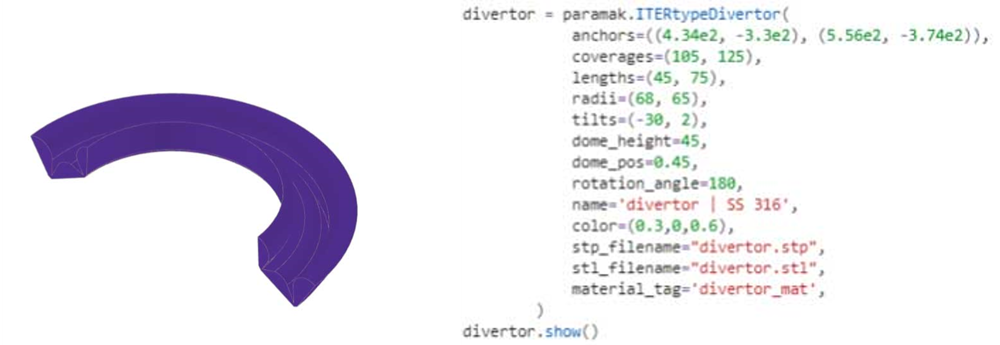 divertor = paramak.ITERtypeDivertor(
anchors=((4.34e2, -3.3e2), (5.56e2, -3.74e2)),
coverages=(105, 125),
lengths=(45, 75),
radii=(68, 65),
tilts=(-30, 2),
dome_height=45,
dome_pos=0.45,
rotation_angle=180,
name='divertor | SS 316',
color=(0.3,0,0.6),
stp_filename="divertor.stp",
stl_filename="divertor.stl",
material_tag='divertor_mat',
)
divertor.show()